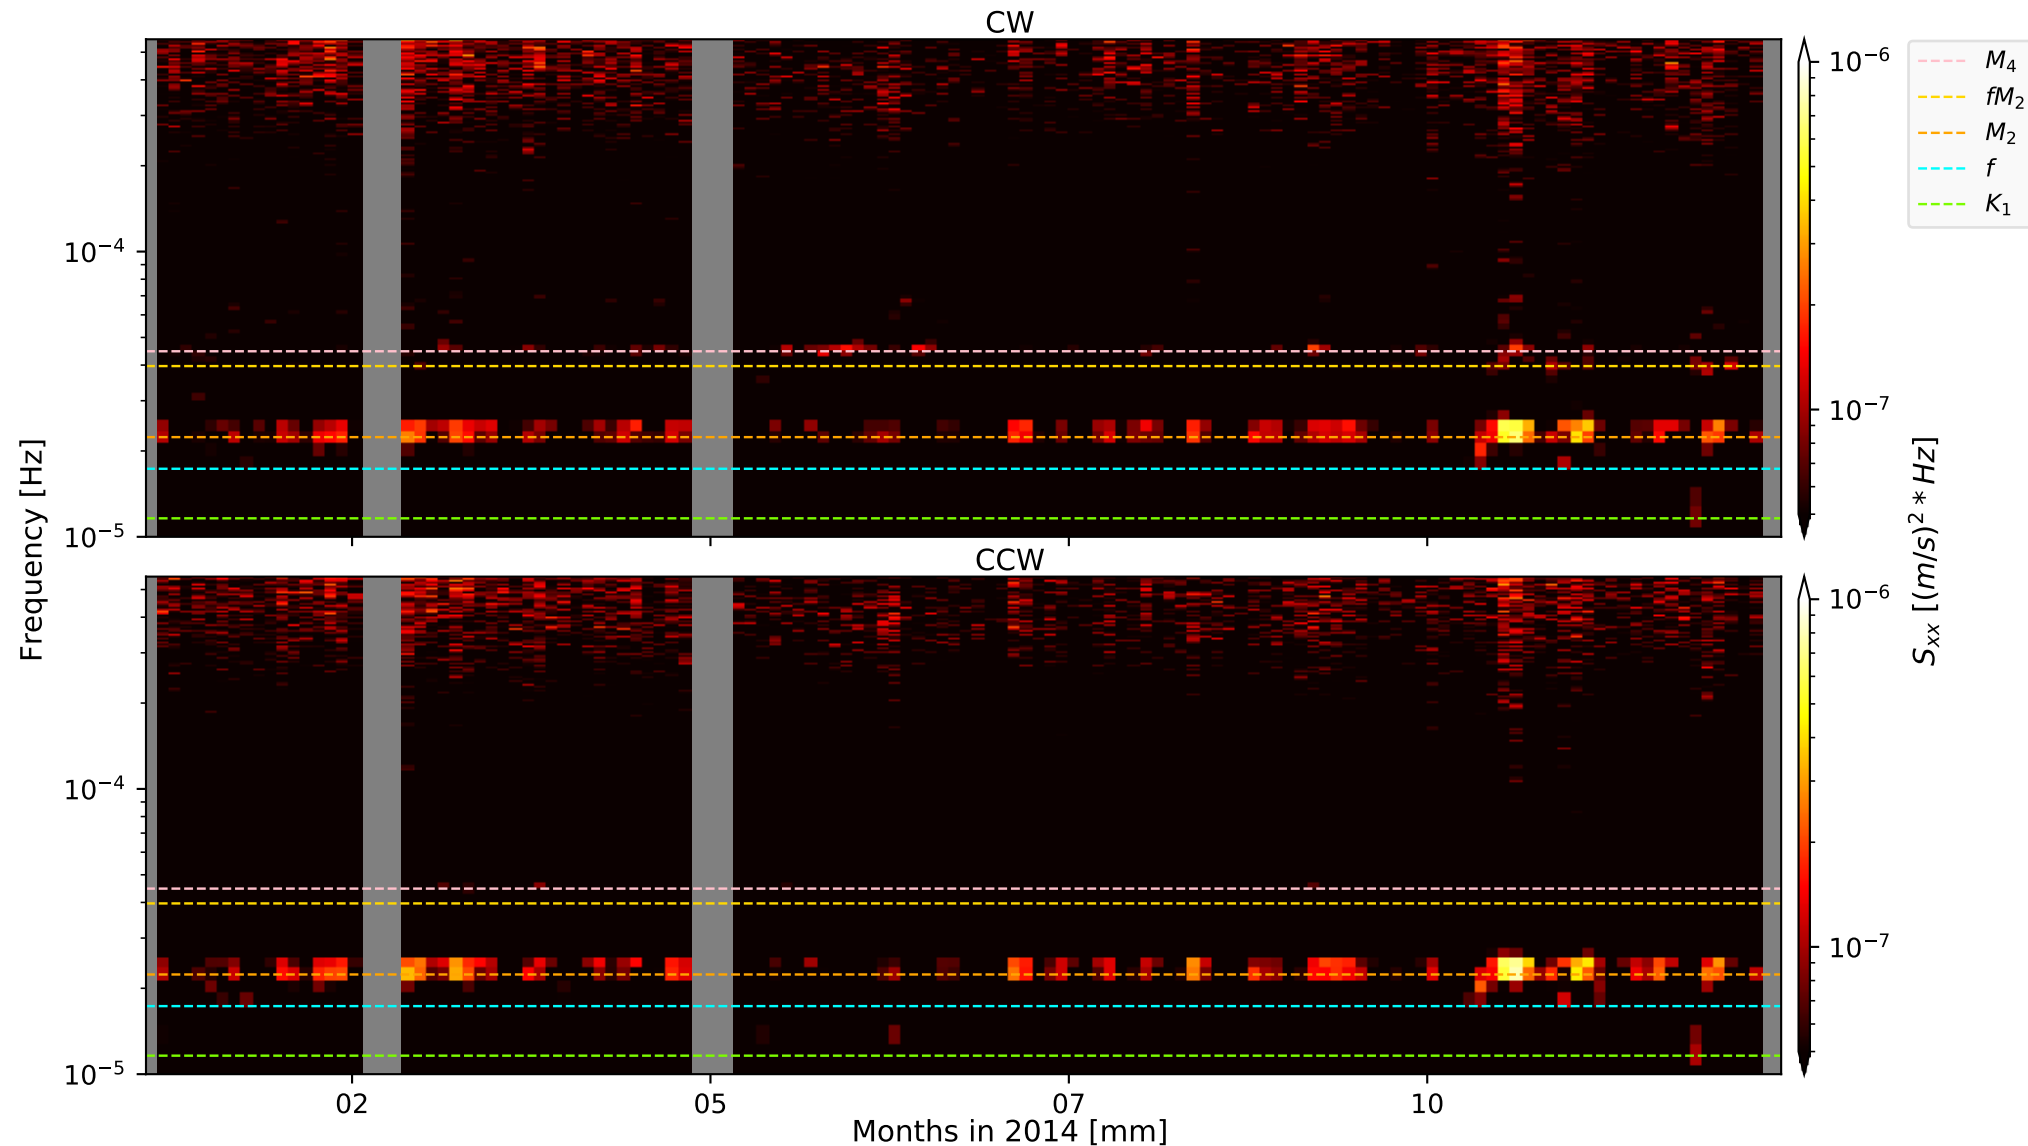 CW
10⁻⁴
10⁻⁵
10⁻⁶
10⁻⁷
M₄
fM₂
M₂
f
K₁
Frequency [Hz]
Sₓₓ [(m/s)² * Hz]
CCW
10⁻⁴
10⁻⁵
10⁻⁶
10⁻⁷
02
05
07
10
Months in 2014 [mm]